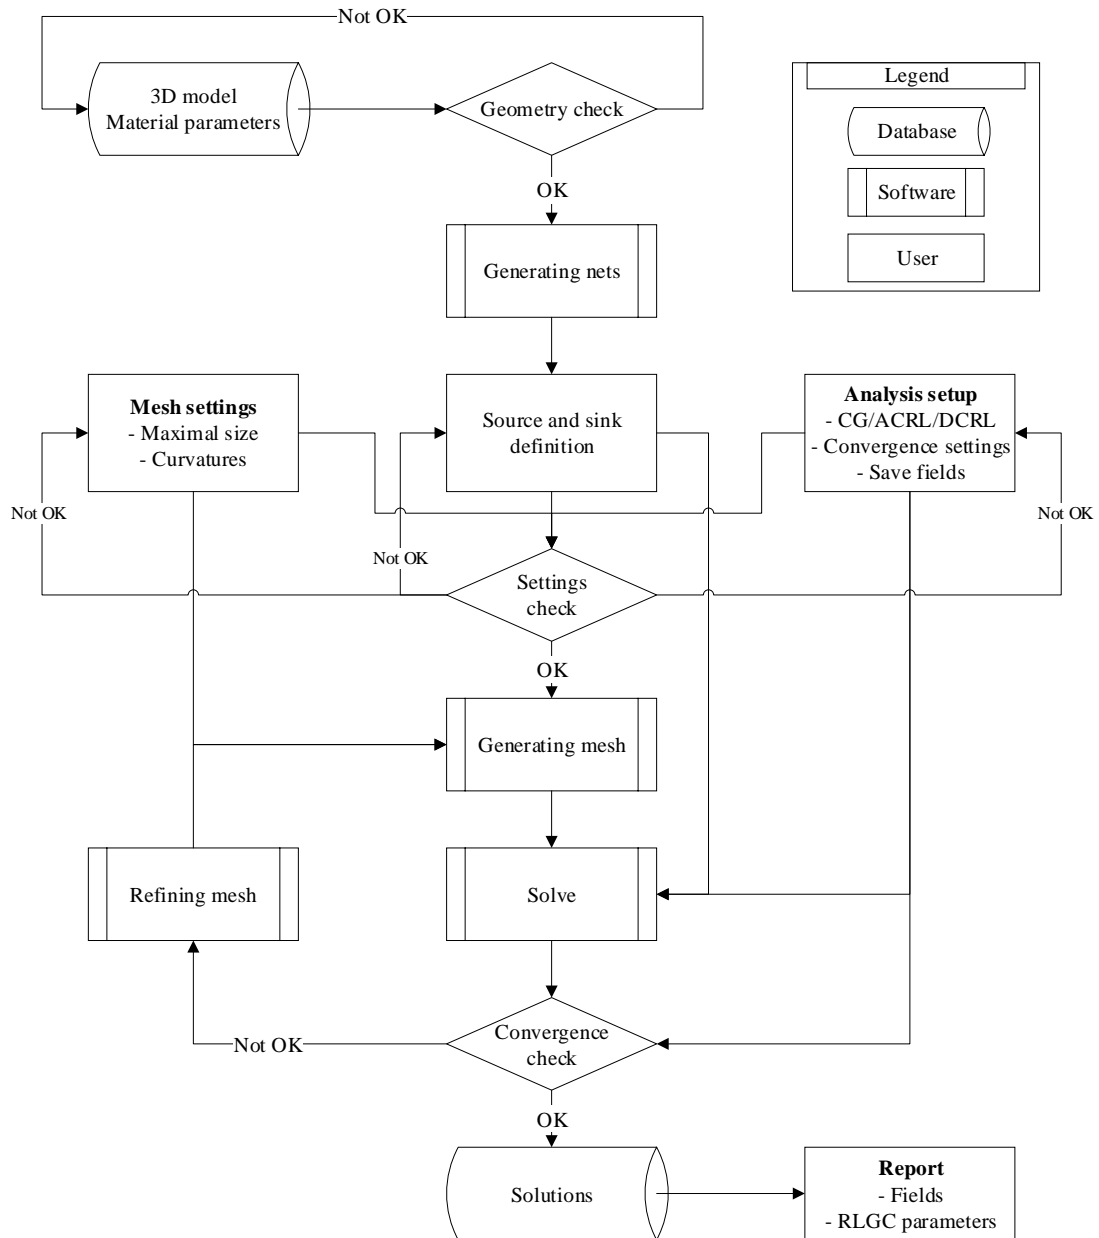 Not OK
3D model
Material parameters
Geometry check
Legend
Database
Software
User
OK
Generating nets
Mesh settings
- Maximal size
- Curvatures
Source and sink
definition
Analysis setup
- CG/ACRL/DCRL
- Convergence settings
- Save fields
Not OK
Not OK
Not OK
Settings
check
OK
Generating mesh
Refining mesh
Solve
Not OK
Convergence
check
OK
Solutions
Report
- Fields
- RLGC parameters